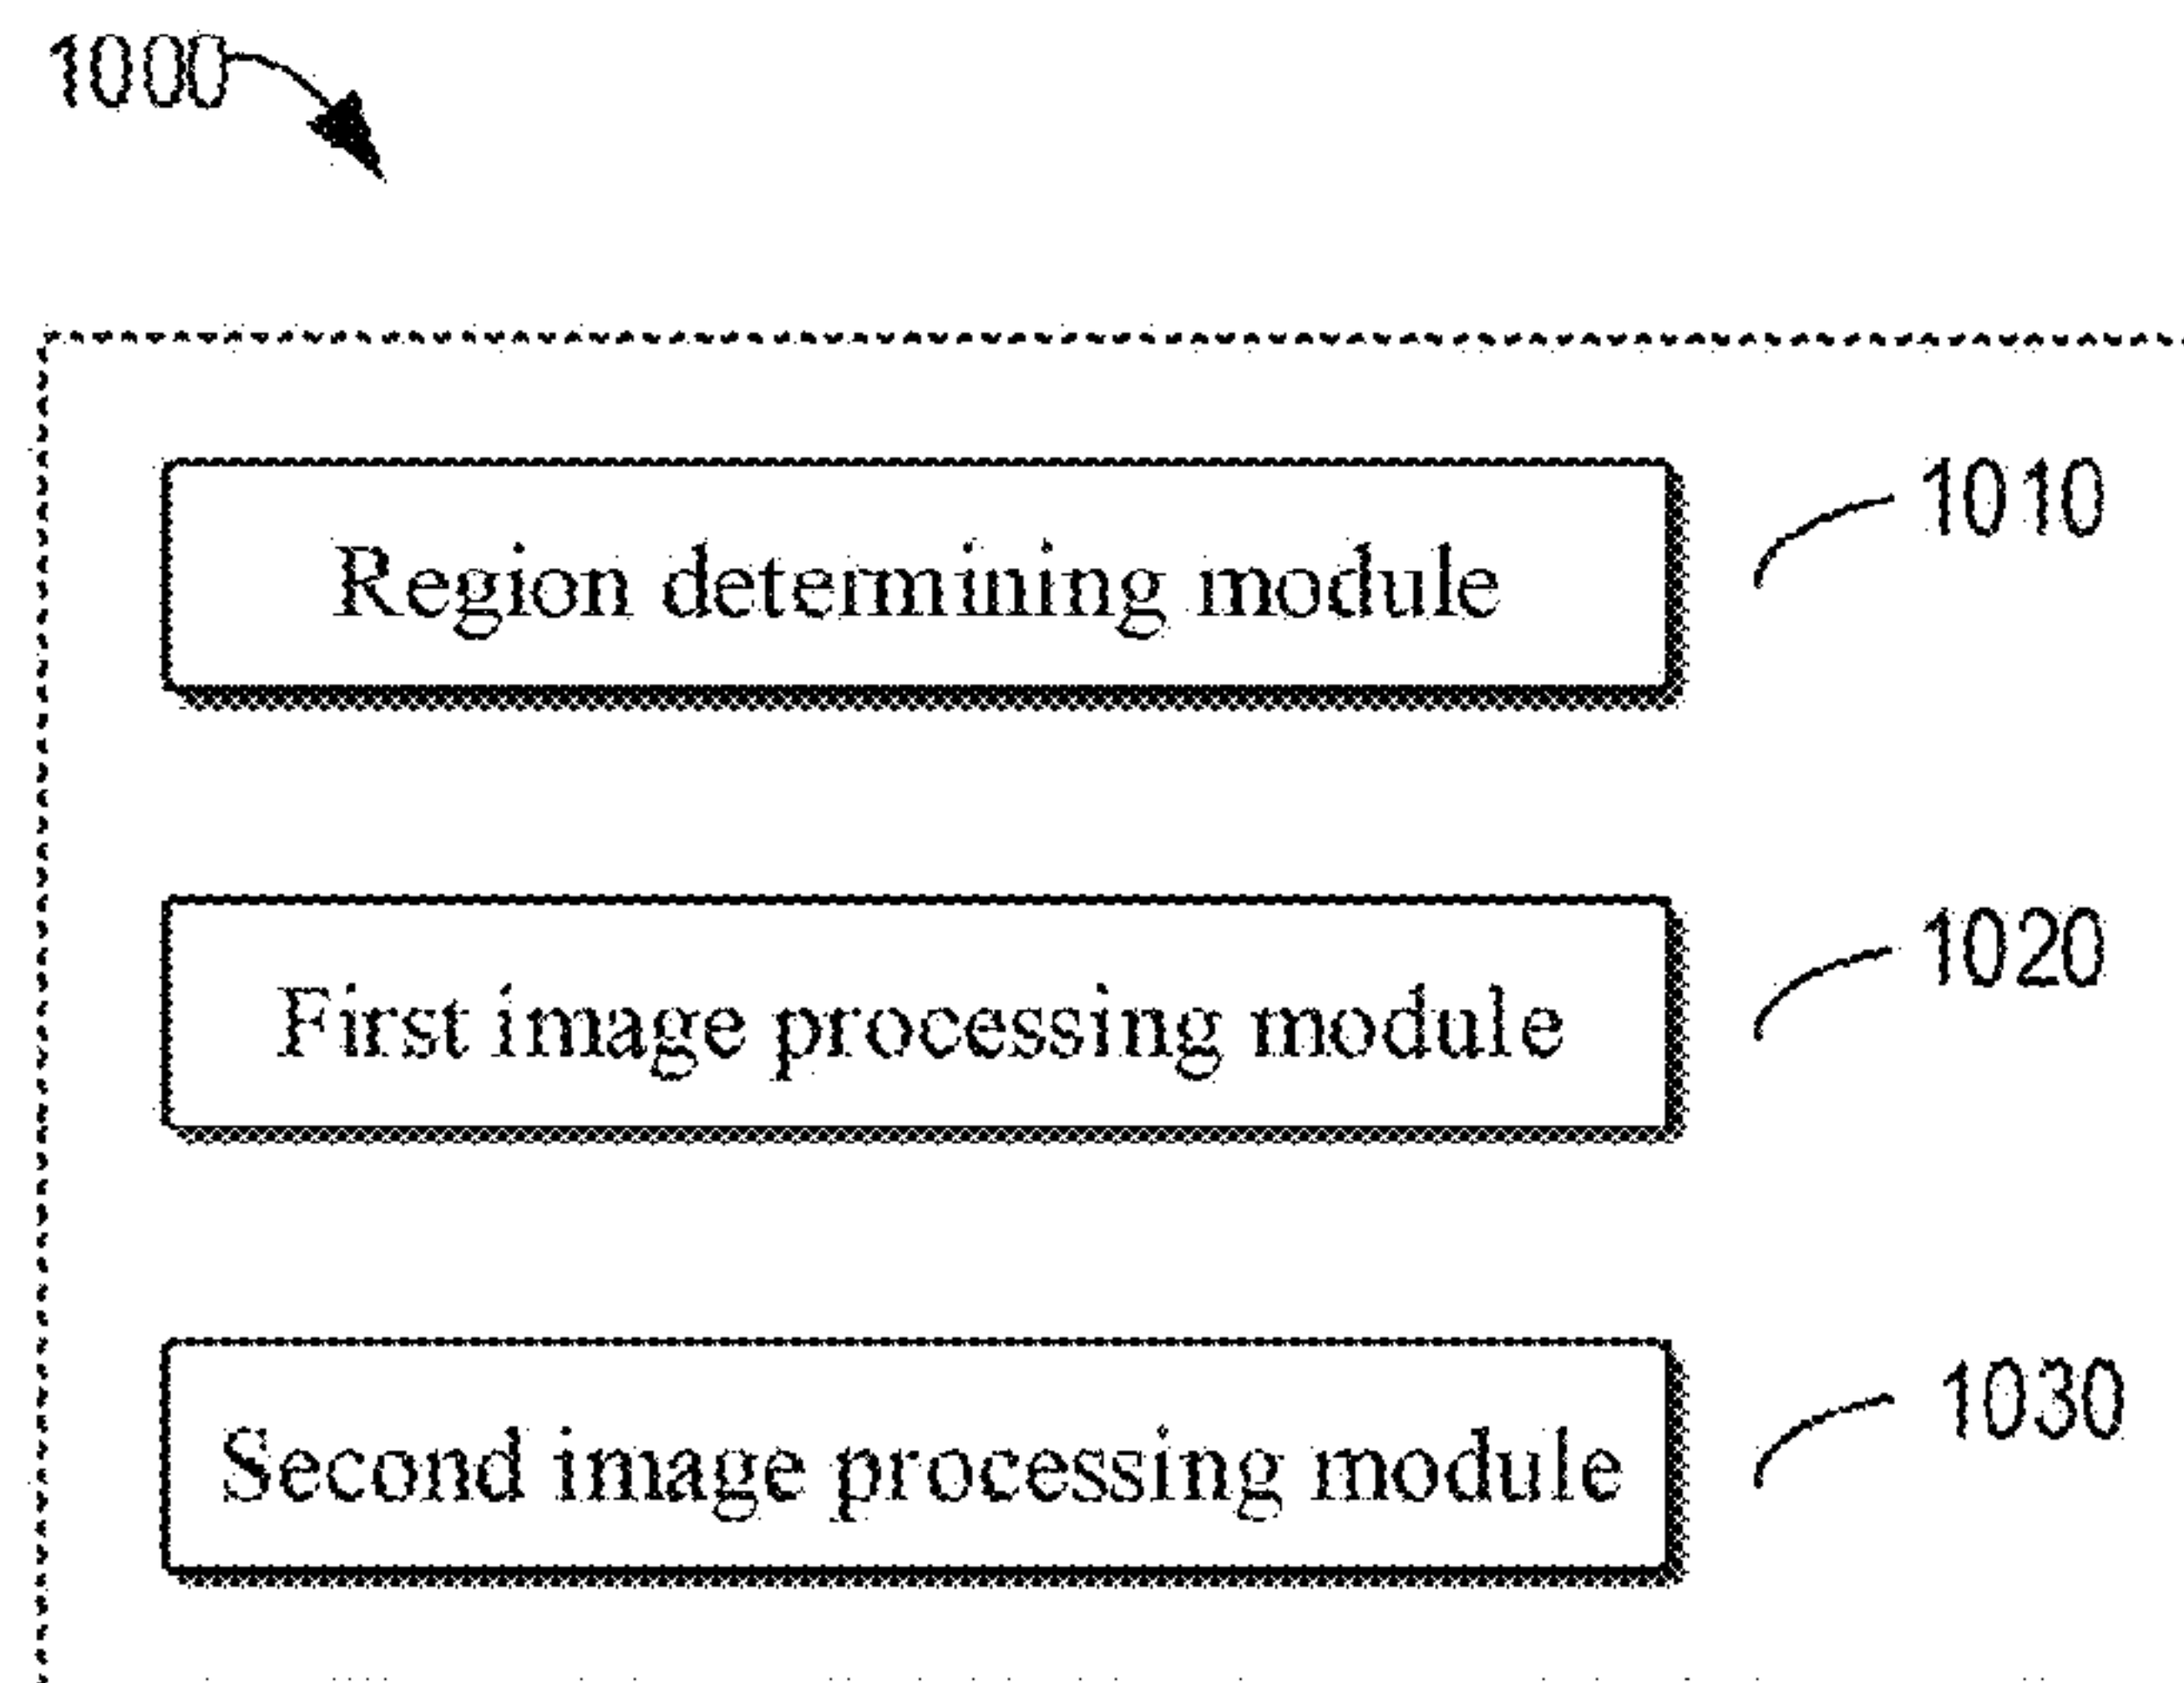 1000
Region determining module
1010
First image processing module
1020
Second image processing module
1030